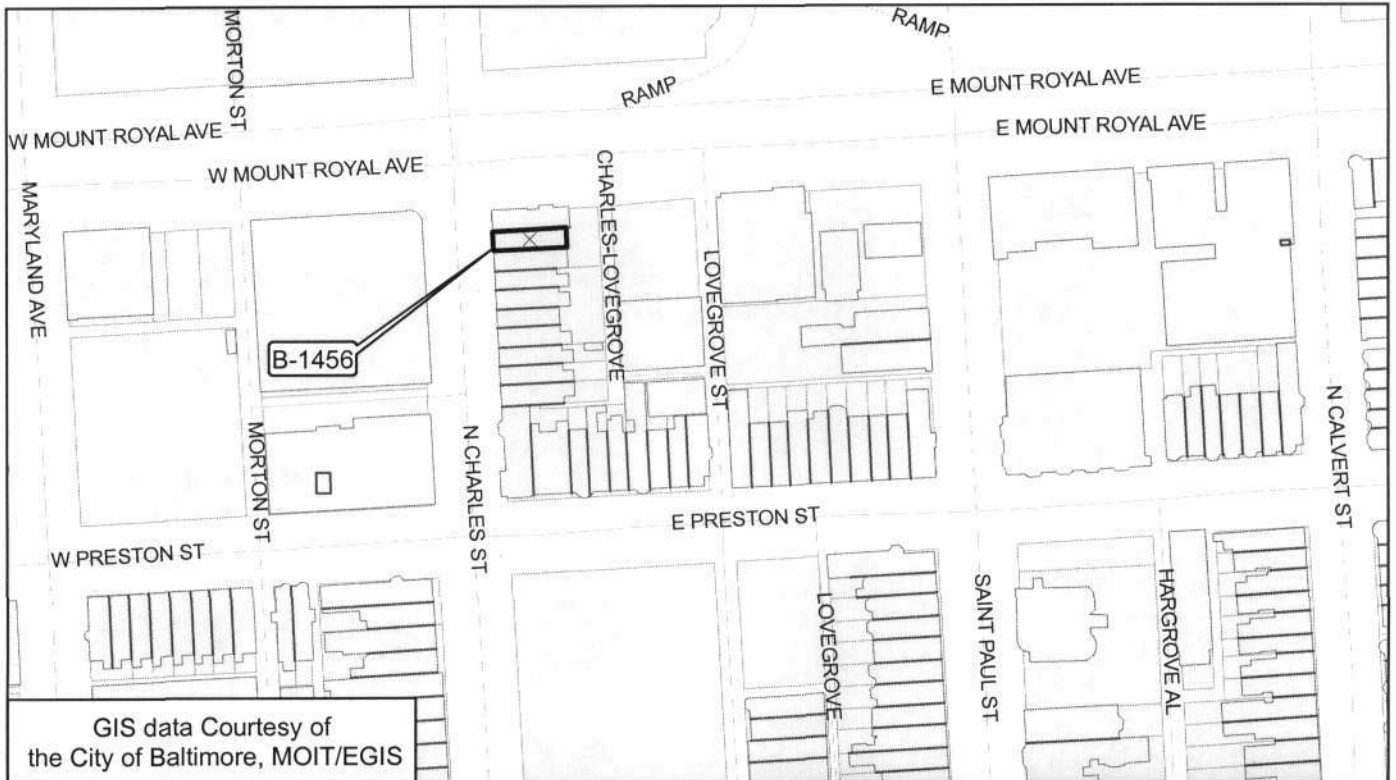 MORTON ST
RAMP
RAMP
E MOUNT ROYAL AVE
W MOUNT ROYAL AVE
E MOUNT ROYAL AVE
W MOUNT ROYAL AVE
MARYLAND AVE
CHARLES-LOVEGROVE
LOVEGROVE ST
B-1456
N CALVERT ST
MORTON ST
N CHARLES ST
E PRESTON ST
W PRESTON ST
LOVEGROVE
SAINT PAUL ST
HARGROVE AL
GIS data Courtesy of
the City of Baltimore, MOIT/EGIS